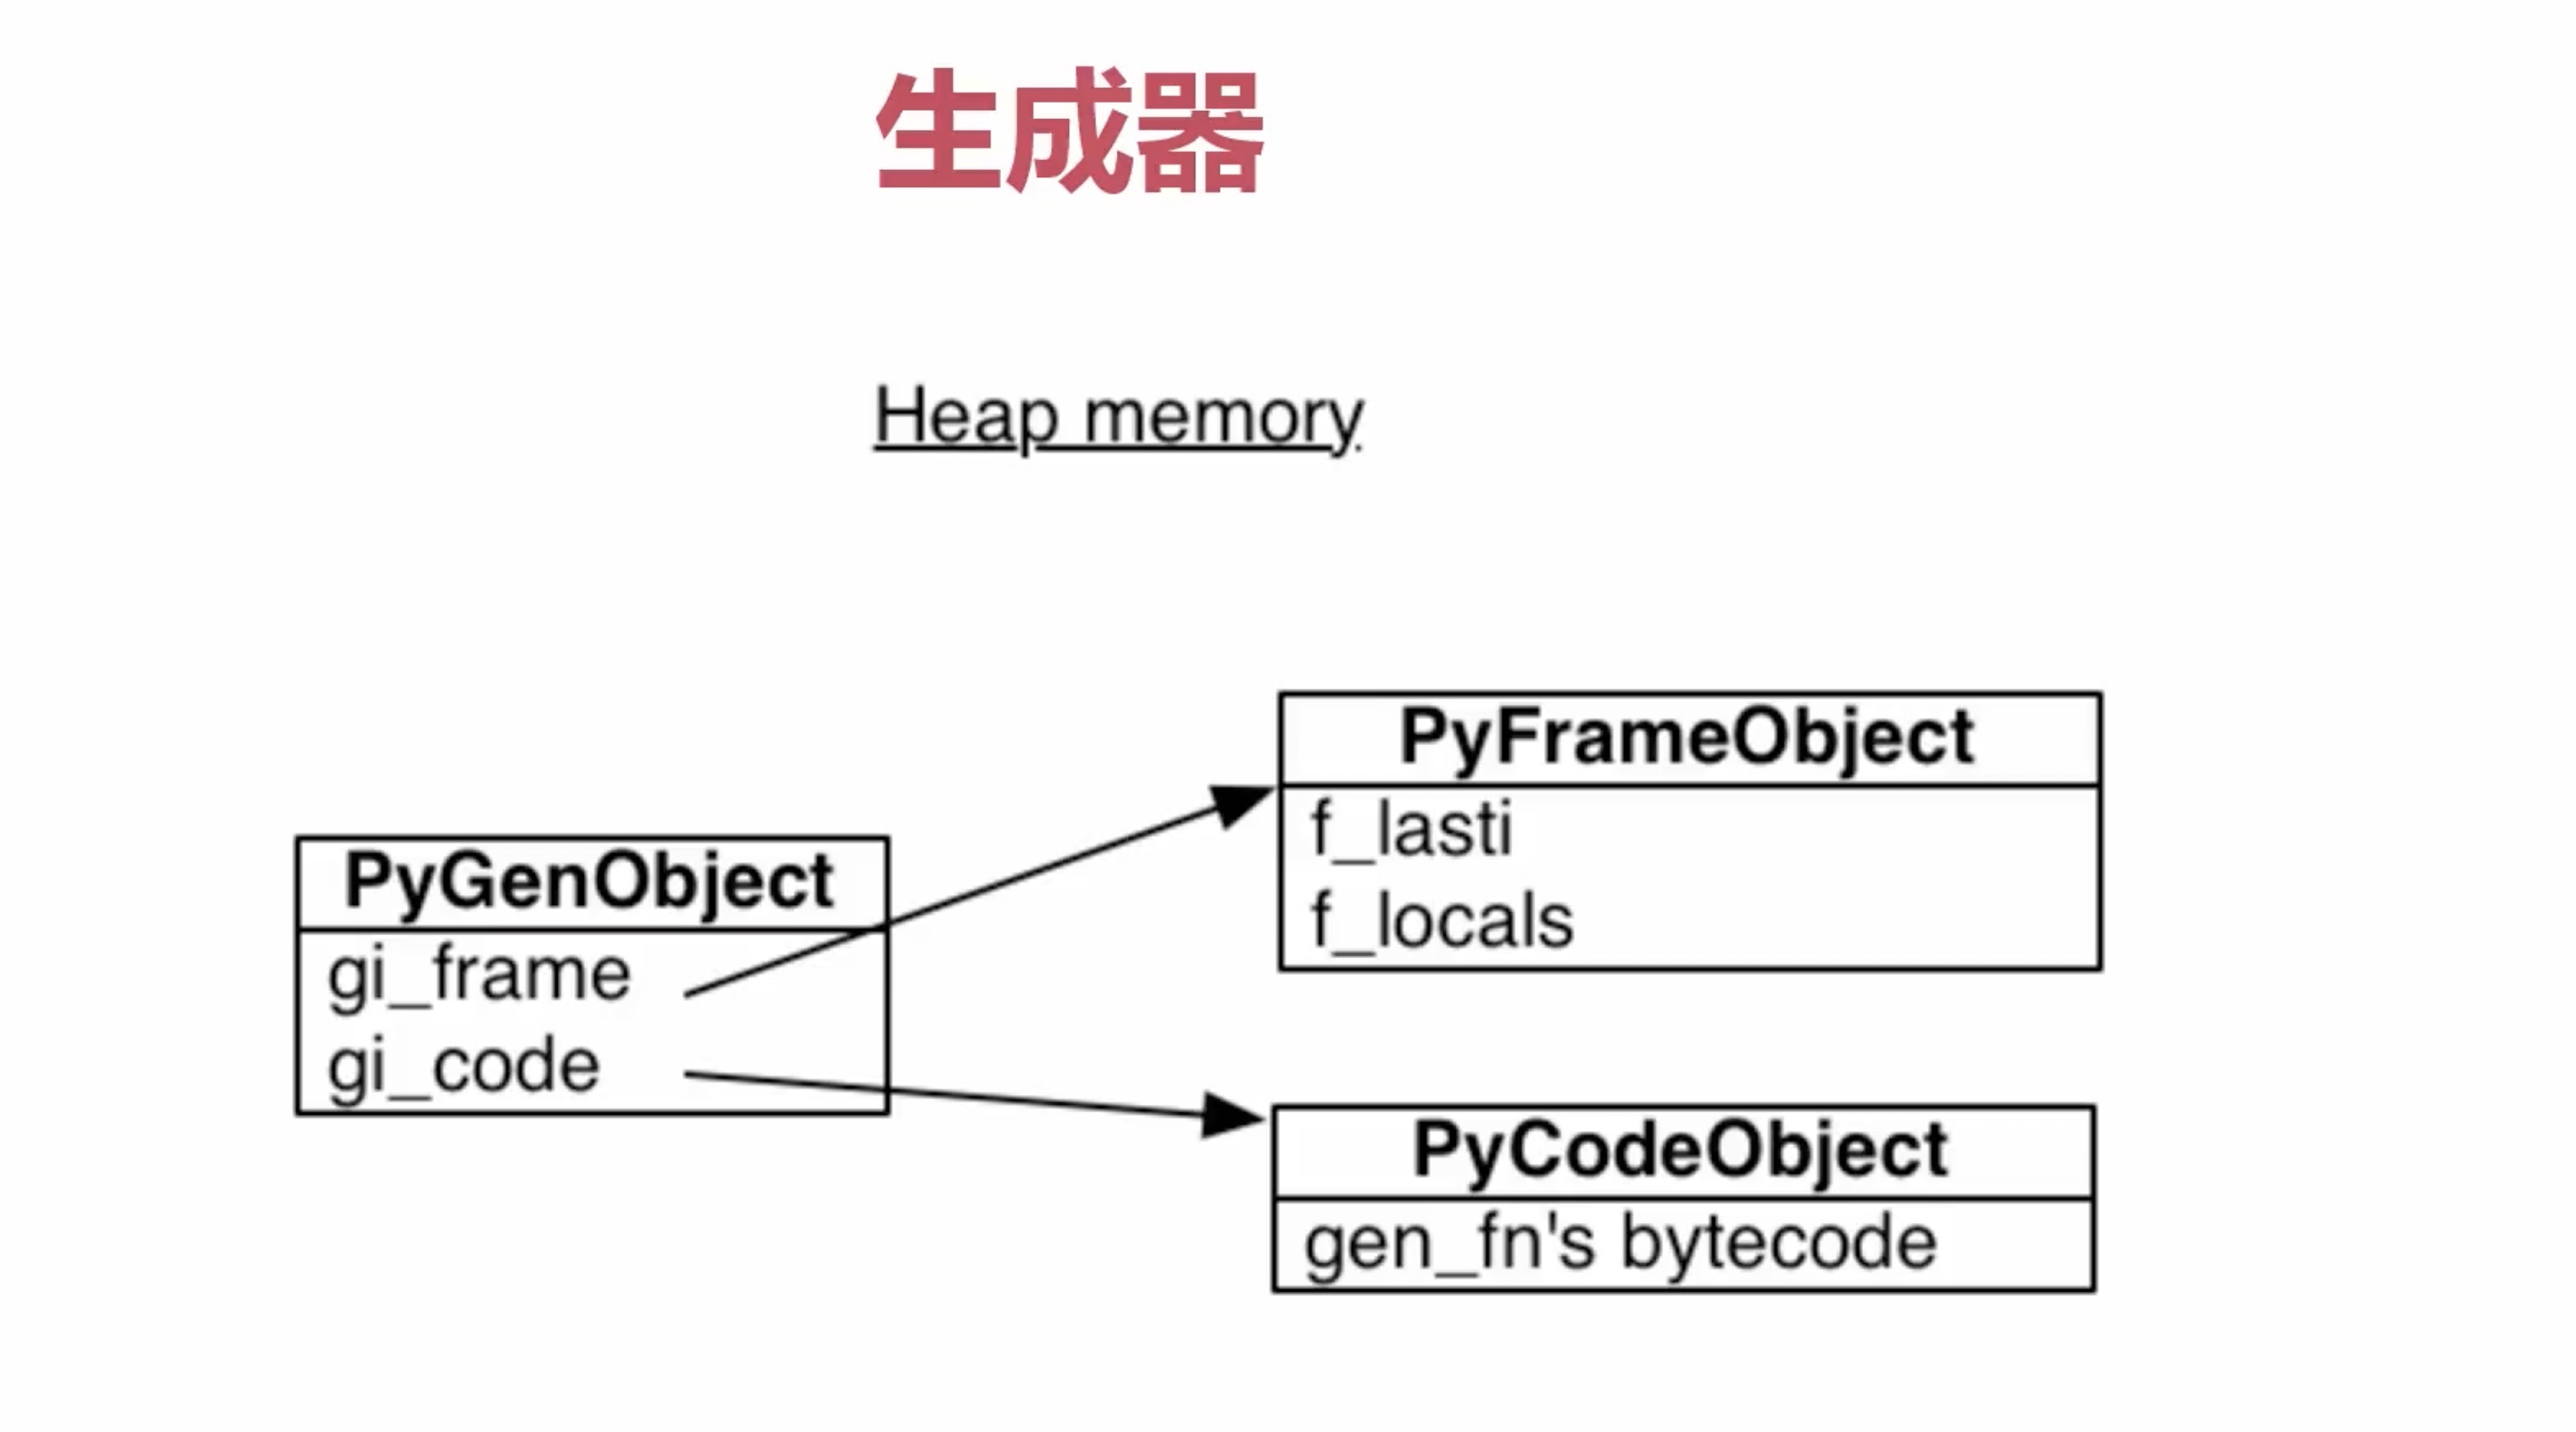 生成器
Heap memory
PyGenObject
gi_frame
gi_code
PyFrameObject
f_lasti
f_locals
PyCodeObject
gen_fn's bytecode